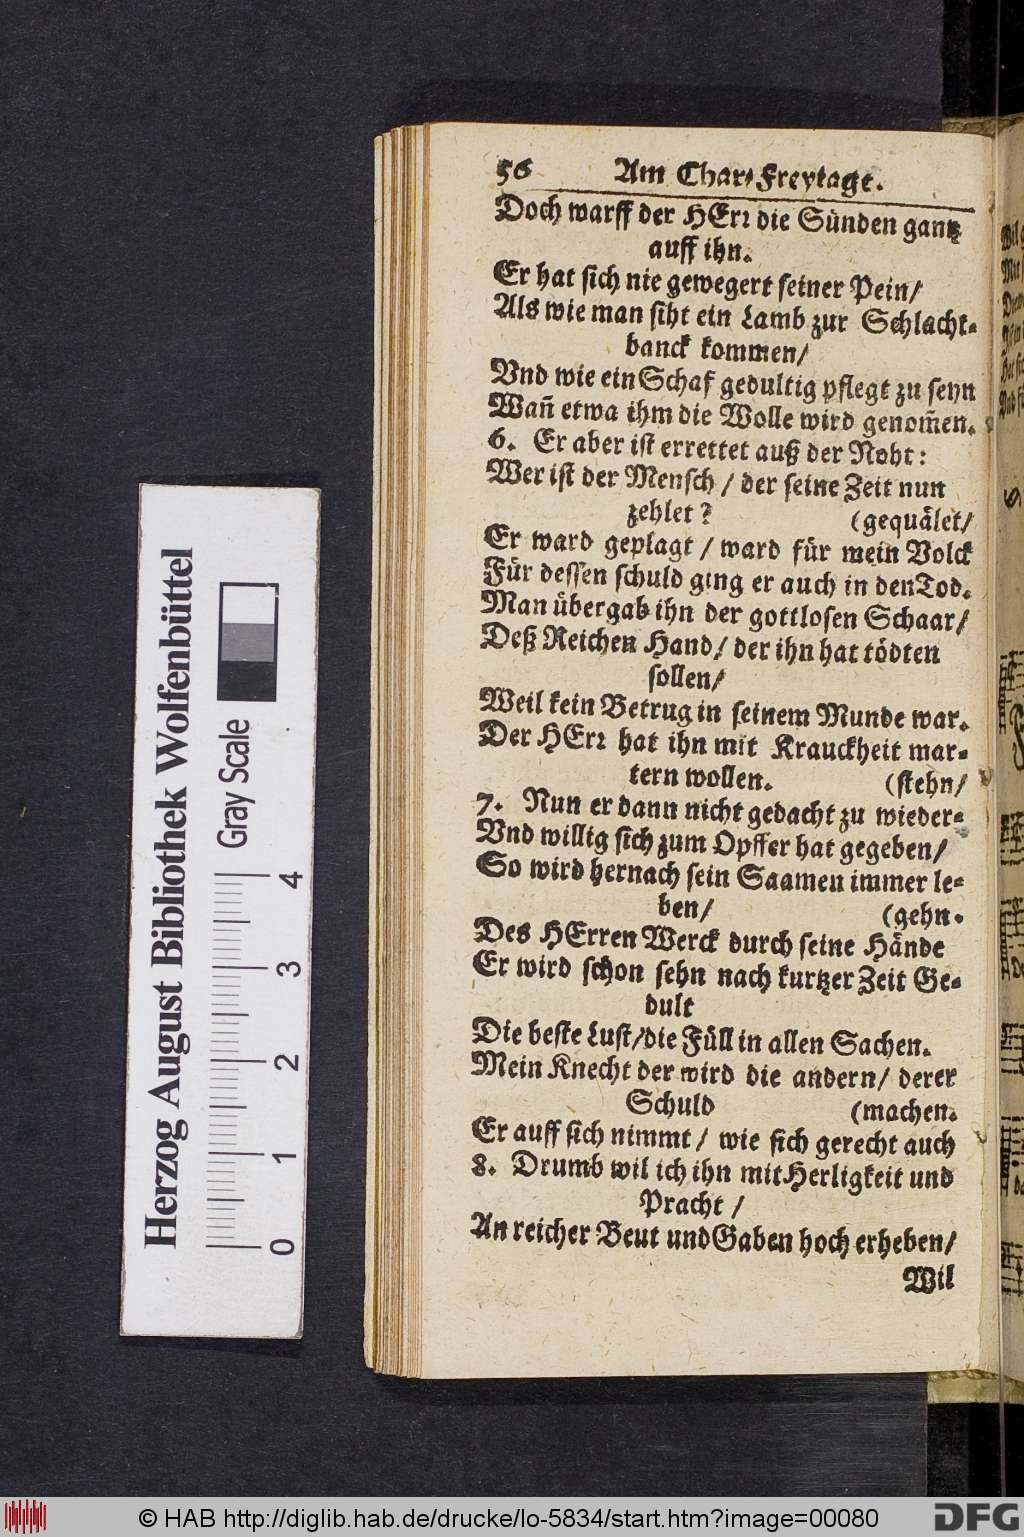 56 Am Char-Freytage.
Doch warff der HErr die Sünden gantz
auff ihn.
Er hat sich nie gewegert seiner Pein/
Als wie man siht ein Lamb zur Schlacht-
banck kommen/
Vnd wie ein Schaf gedultig pflegt zu seyn
Wañ etwa ihm die Wolle wird genom̃en.
6. Er aber ist errettet auß der Noht:
Wer ist der Mensch / der seine Zeit nun
zehlet ? (gequälet/
Er ward geplagt / ward für mein Volck
Für dessen schuld ging er auch in den Tod.
Man übergab ihn der gottlosen Schaar/
Deß Reichen Hand/ der ihn hat tödten
sollen/
Weil kein Betrug in seinem Munde war.
Der HErr hat ihn mit Kranckheit mar-
tern wollen. (stehn/
7. Nun er dann nicht gedacht zu wieder-
Vnd willig sich zum Opffer hat gegeben/
So wird hernach sein Saamen immer le-
ben/ (gehn.
Des HErren Werck durch seine Hände
Er wird schon sehn nach kurtzer Zeit Ge-
dult
Die beste Lust/die Füll in allen Sachen.
Mein Knecht der wird die andern/ derer
Schuld (machen.
Er auff sich nimmt / wie sich gerecht auch
8. Drumb wil ich ihn mit Herligkeit und
Pracht /
An reicher Beut und Gaben hoch erheben/
Wil
Herzog August Bibliothek Wolfenbüttel
Gray Scale
0 1 2 3 4
© HAB http://diglib.hab.de/drucke/lo-5834/start.htm?image=00080
DFG